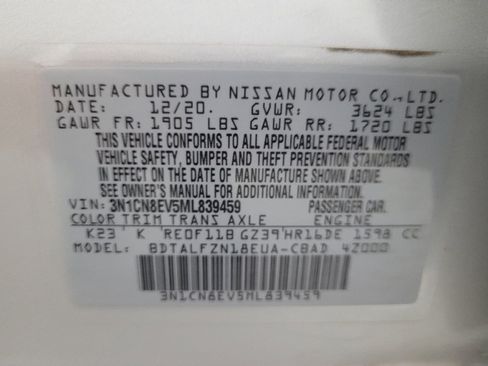 MANUFACTURED BY NISSAN MOTOR CO.,LTD.
DATE: 12/20. GVWR: 3624 LBS
GAWR FR: 1905 LBS GAWR RR: 1720 LBS
THIS VEHICLE CONFORMS TO ALL APPLICABLE FEDERAL MOTOR
VEHICLE SAFETY, BUMPER AND THEFT PREVENTION STANDARDS
IN EFFECT ON THE DATE OF MANUFACTURE SHOWN ABOVE.
SEE OWNER'S MANUAL FOR ADDITIONAL INFORMATION.
VIN: 3N1CN8EV5ML839459 PASSENGER CAR.
COLOR TRIM TRANS AXLE ENGINE
K23 K RE0F11B GZ39 HR16DE 1598 CC
MODEL: BDTALFZN18EUA-CBAD 4Z000
3N1CN8EV5ML839459